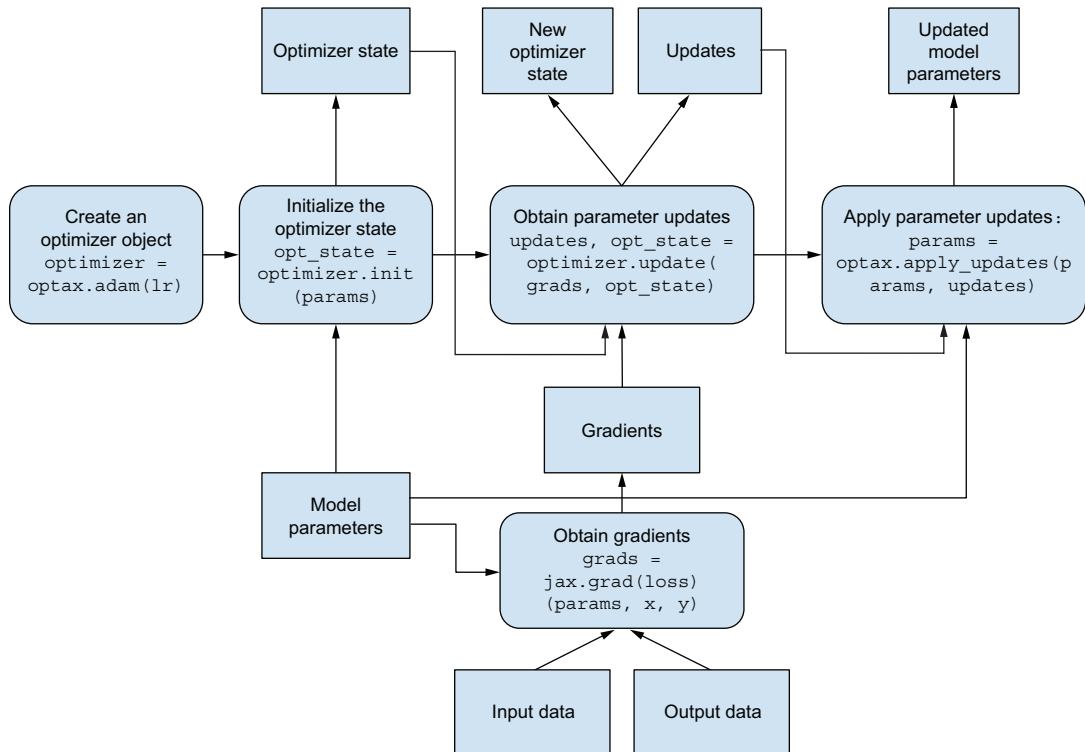 Optimizer state
New
optimizer
state
Updates
Updated
model
parameters
Create an
optimizer object
optimizer =
optax.adam(lr)
Initialize the
optimizer state
opt_state =
optimizer.init
(params)
Obtain parameter updates
updates, opt_state =
optimizer.update(
grads, opt_state)
Apply parameter updates:
params =
optax.apply_updates(p
arams, updates)
Gradients
Model
parameters
Obtain gradients
grads =
jax.grad(loss)
(params, x, y)
Input data
Output data